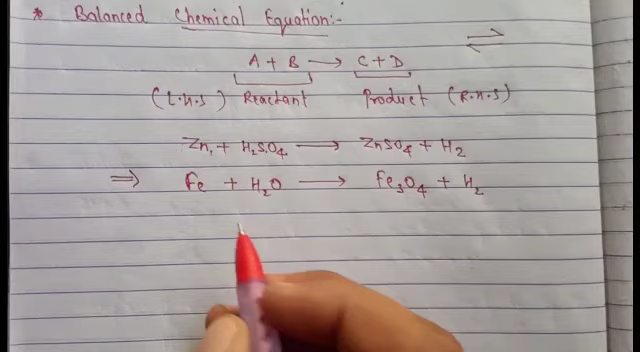 * Balanced Chemical Equation:-
⇌
A + B → C + D
(L.H.S) Reactant Product (R.H.S)
Zn + H₂SO₄ → ZnSO₄ + H₂
⇒ Fe + H₂O → Fe₃O₄ + H₂